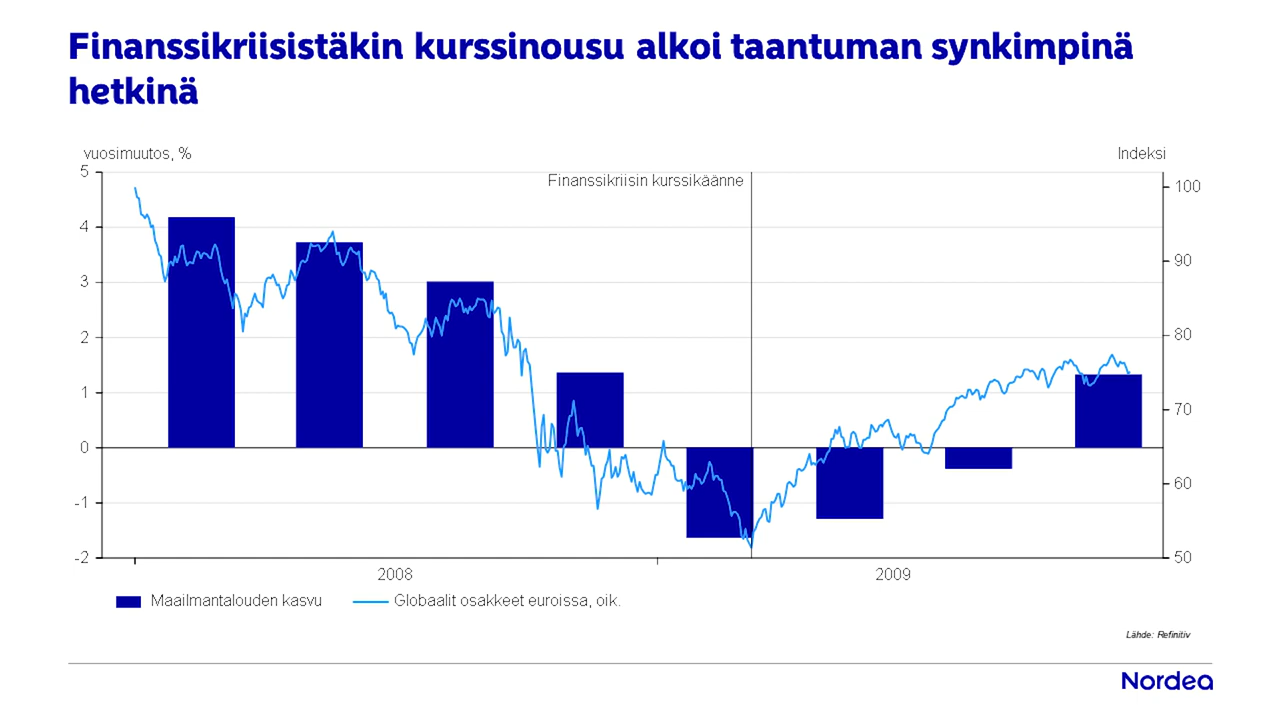 Finanssikriisistäkin kurssinousu alkoi taantuman synkimpinä
hetkinä
vuosimuutos, %
Indeksi
Finanssikriisin kurssikäänne
5
4
3
2
1
0
-1
-2
100
90
80
70
60
50
2008
2009
Maailmantalouden kasvu
Globaalit osakkeet euroissa, oik.
Lähde: Refinitiv
Nordea